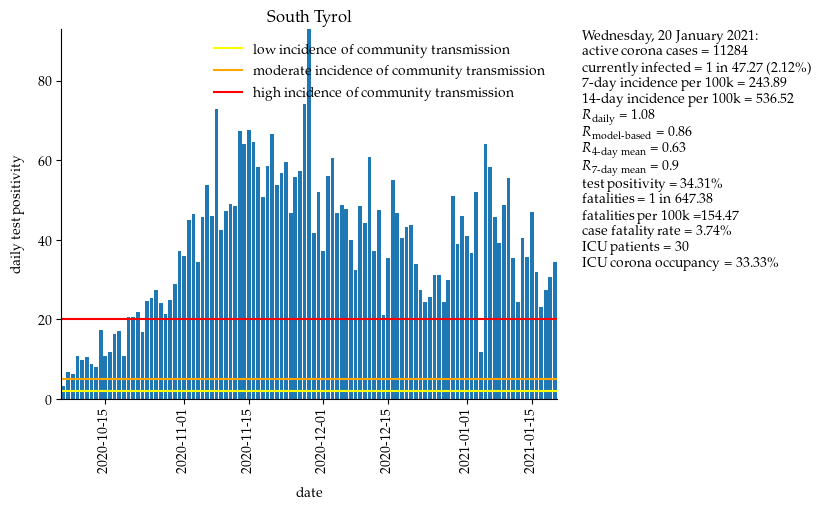 South Tyrol
low incidence of community transmission
moderate incidence of community transmission
high incidence of community transmission
daily test positivity
80
60
40
20
0
2020-10-15
2020-11-01
2020-11-15
2020-12-01
2020-12-15
2021-01-01
2021-01-15
date
Wednesday, 20 January 2021:
active corona cases = 11284
currently infected = 1 in 47.27 (2.12%)
7-day incidence per 100k = 243.89
14-day incidence per 100k = 536.52
R daily = 1.08
R model-based = 0.86
R 4-day mean = 0.63
R 7-day mean = 0.9
test positivity = 34.31%
fatalities = 1 in 647.38
fatalities per 100k =154.47
case fatality rate = 3.74%
ICU patients = 30
ICU corona occupancy = 33.33%